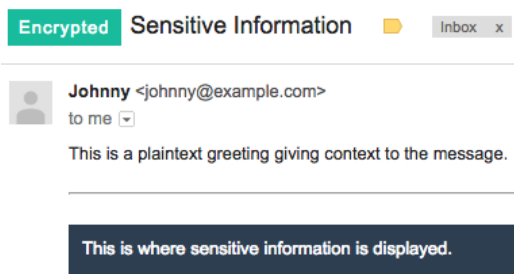 Encrypted Sensitive Information Inbox x
Johnny <johnny@example.com>
to me
This is a plaintext greeting giving context to the message.
This is where sensitive information is displayed.